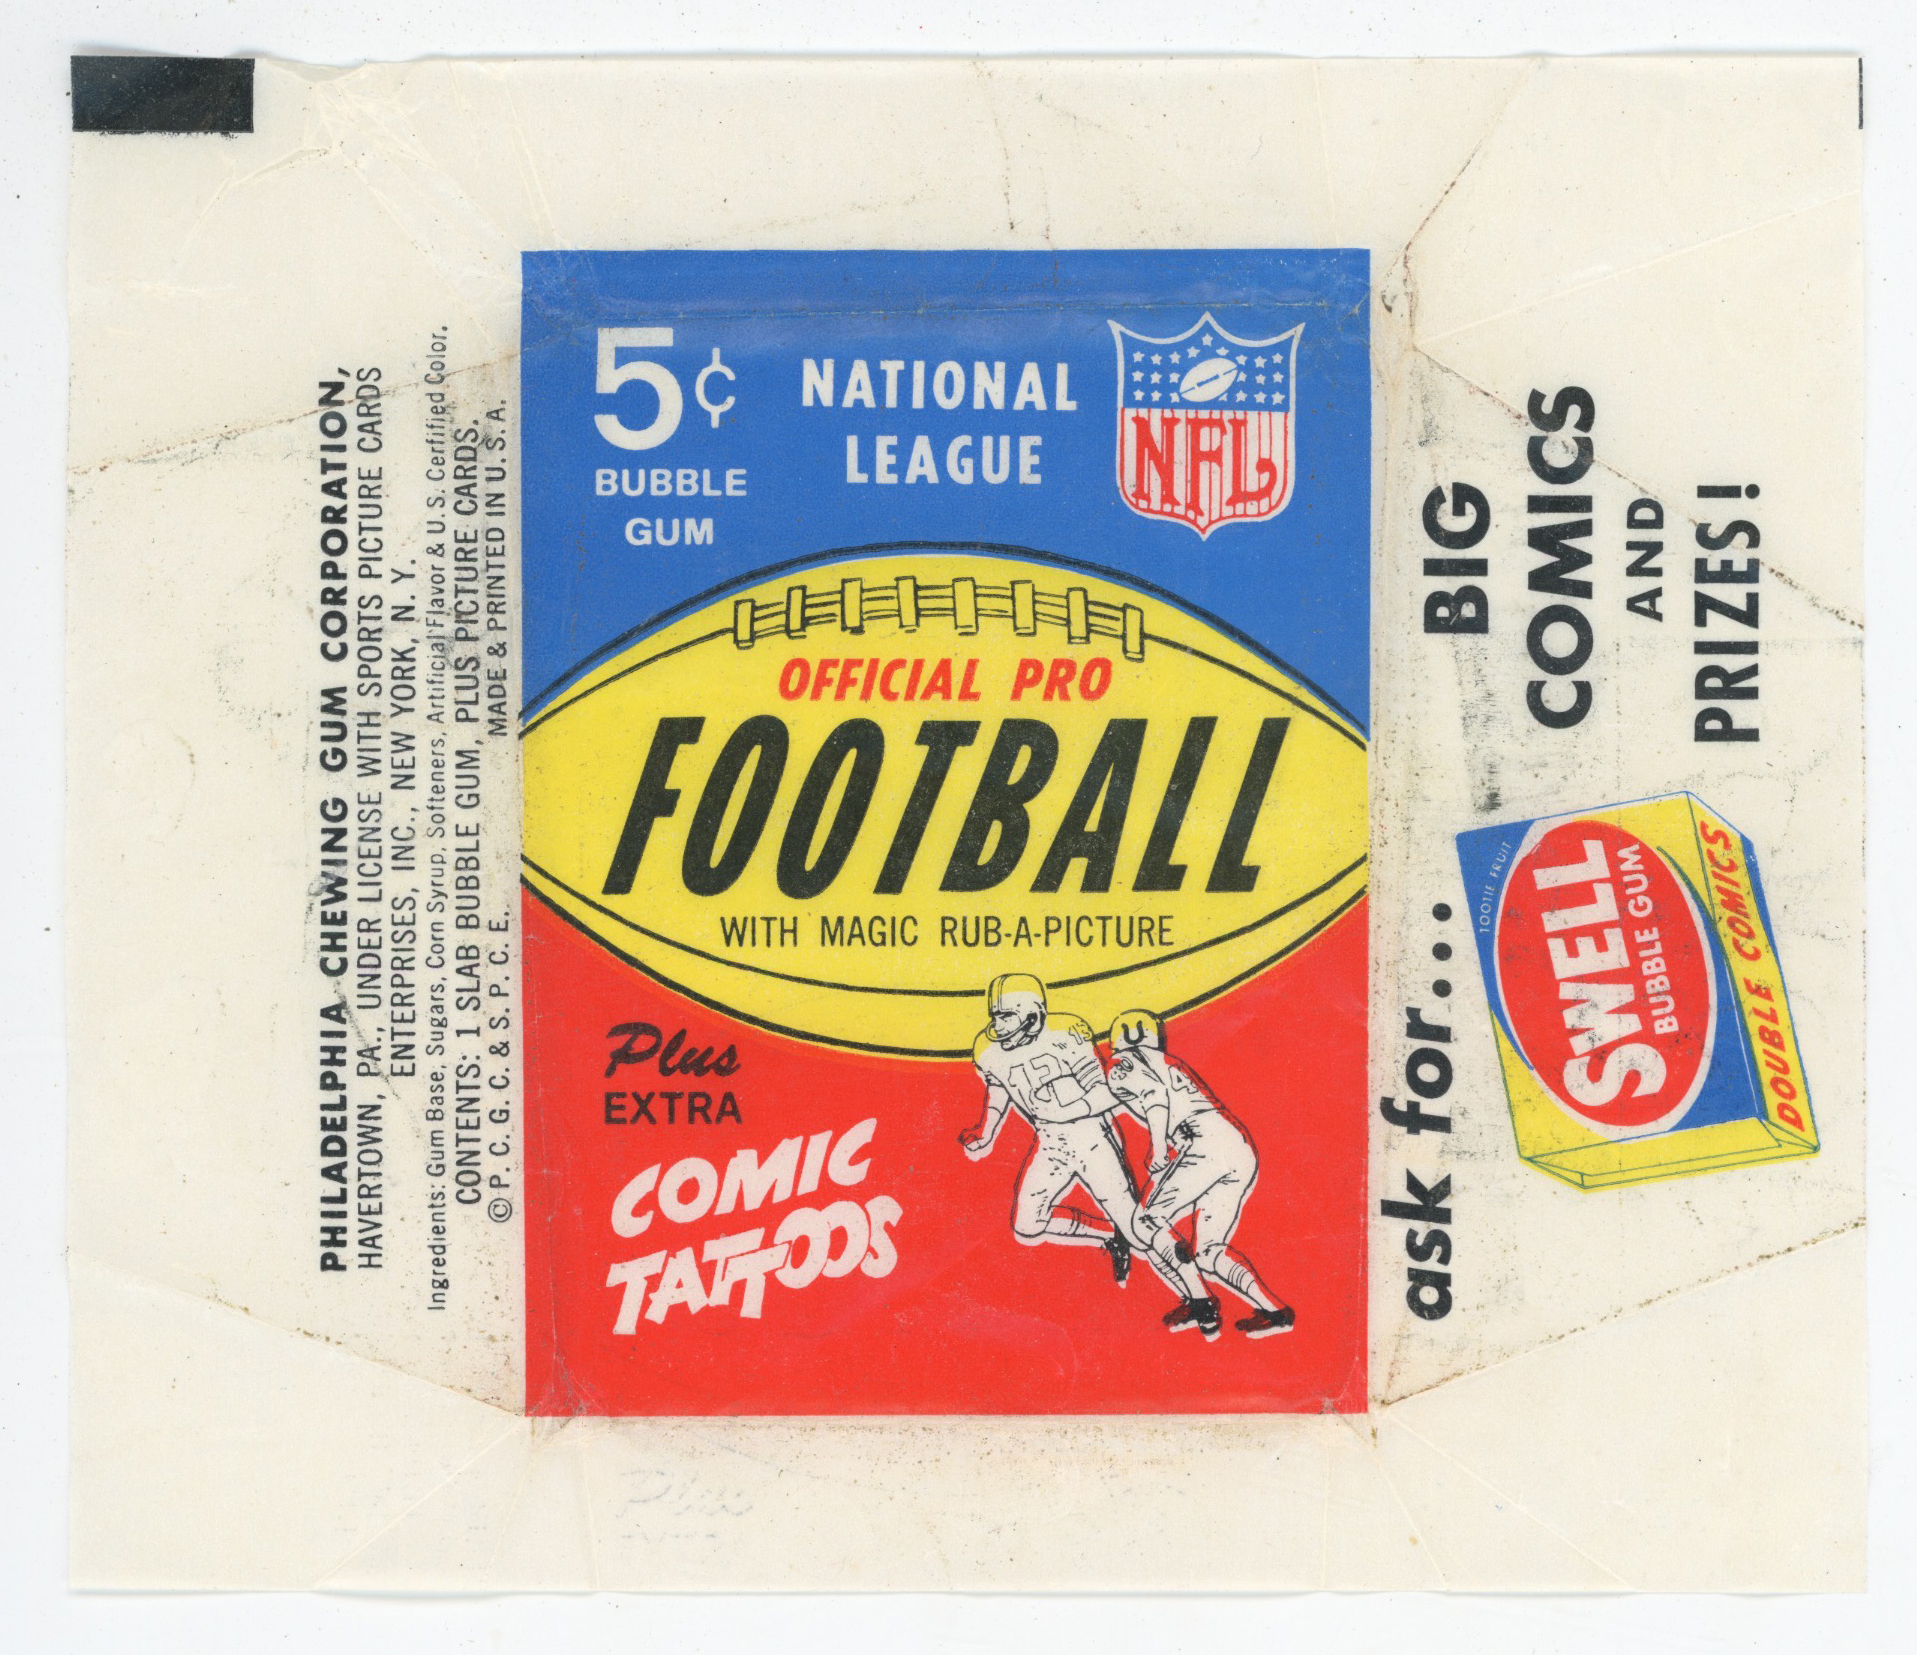 PHILADELPHIA CHEWING GUM CORPORATION,
HAVERTOWN, PA., UNDER LICENSE WITH SPORTS PICTURE CARDS
ENTERPRISES, INC., NEW YORK, N. Y.
Ingredients: Gum Base, Sugars, Corn Syrup, Softeners, Artificial Flavor & U.S. Certified Color.
CONTENTS: 1 SLAB BUBBLE GUM, PLUS PICTURE CARDS.
© P. C. G. C. & S. P. C. E. MADE & PRINTED IN U. S. A.
5¢
BUBBLE
GUM
NATIONAL
LEAGUE
NFL
OFFICIAL PRO
FOOTBALL
WITH MAGIC RUB-A-PICTURE
Plus
EXTRA
COMIC
TATTOOS
13
12
U
48
ask for... BIG
COMICS
AND
PRIZES!
TOOTIE FRUIT
SWELL
BUBBLE GUM
DOUBLE COMICS